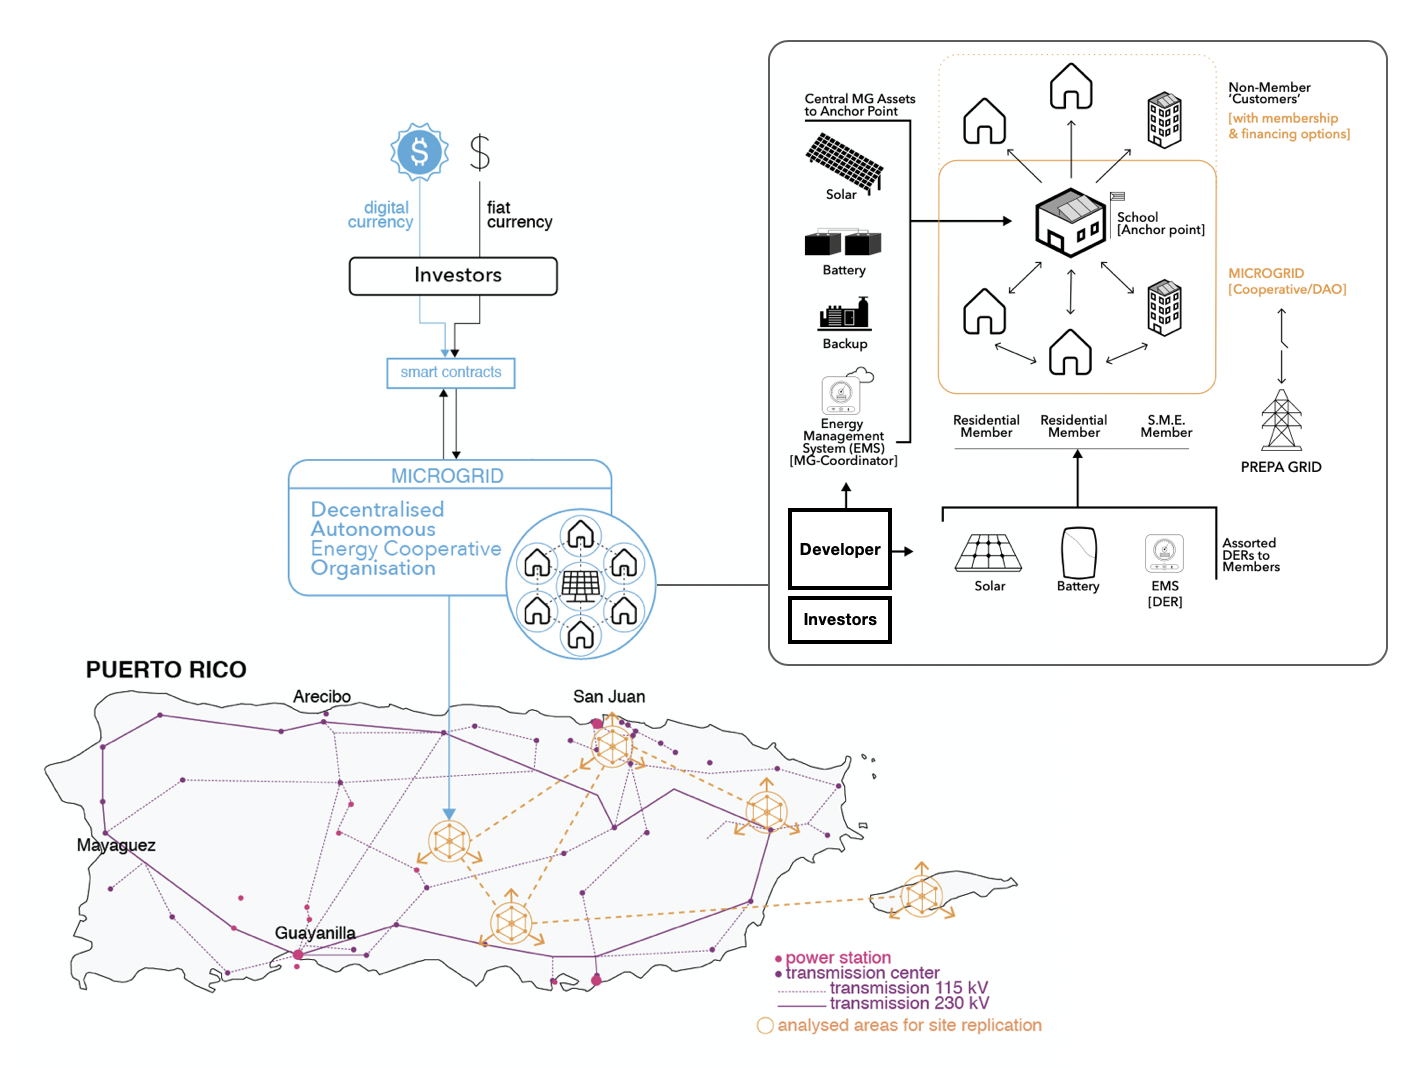 $
$
digital
currency
fiat
currency
Investors
smart contracts
MICROGRID
Decentralised
Autonomous
Energy Cooperative
Organisation
Central MG Assets
to Anchor Point
Solar
Battery
Backup
Energy
Management
System (EMS)
[MG-Coordinator]
Developer
Investors
Non-Member
'Customers'
[with membership
& financing options]
School
[Anchor point]
MICROGRID
[Cooperative/DAO]
Residential
Member
Residential
Member
S.M.E.
Member
PREPA GRID
Solar
Battery
EMS
[DER]
Assorted
DERs to
Members
PUERTO RICO
Arecibo
San Juan
Mayaguez
Guayanilla
power station
transmission center
transmission 115 kV
transmission 230 kV
analysed areas for site replication